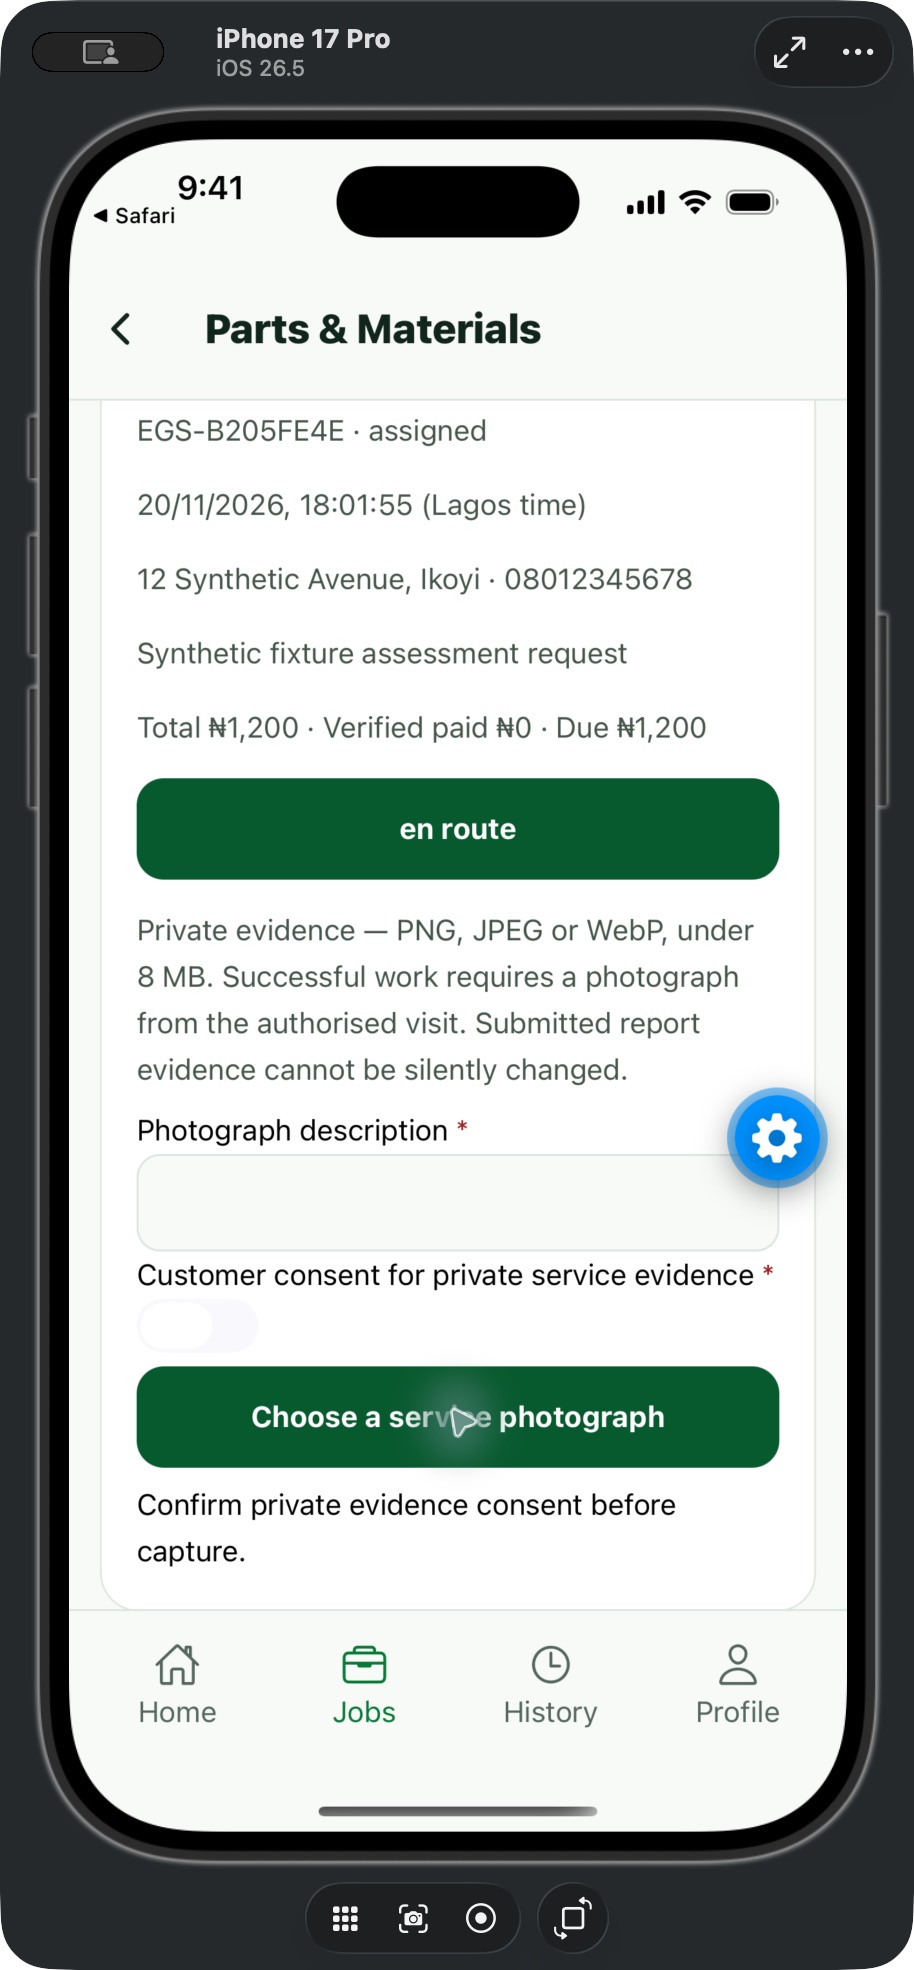 iPhone 17 Pro
iOS 26.5
9:41
◀ Safari
Parts & Materials
EGS-B205FE4E · assigned
20/11/2026, 18:01:55 (Lagos time)
12 Synthetic Avenue, Ikoyi · 08012345678
Synthetic fixture assessment request
Total ₦1,200 · Verified paid ₦0 · Due ₦1,200
en route
Private evidence — PNG, JPEG or WebP, under
8 MB. Successful work requires a photograph
from the authorised visit. Submitted report
evidence cannot be silently changed.
Photograph description *
Customer consent for private service evidence *
Choose a service photograph
Confirm private evidence consent before
capture.
Home
Jobs
History
Profile